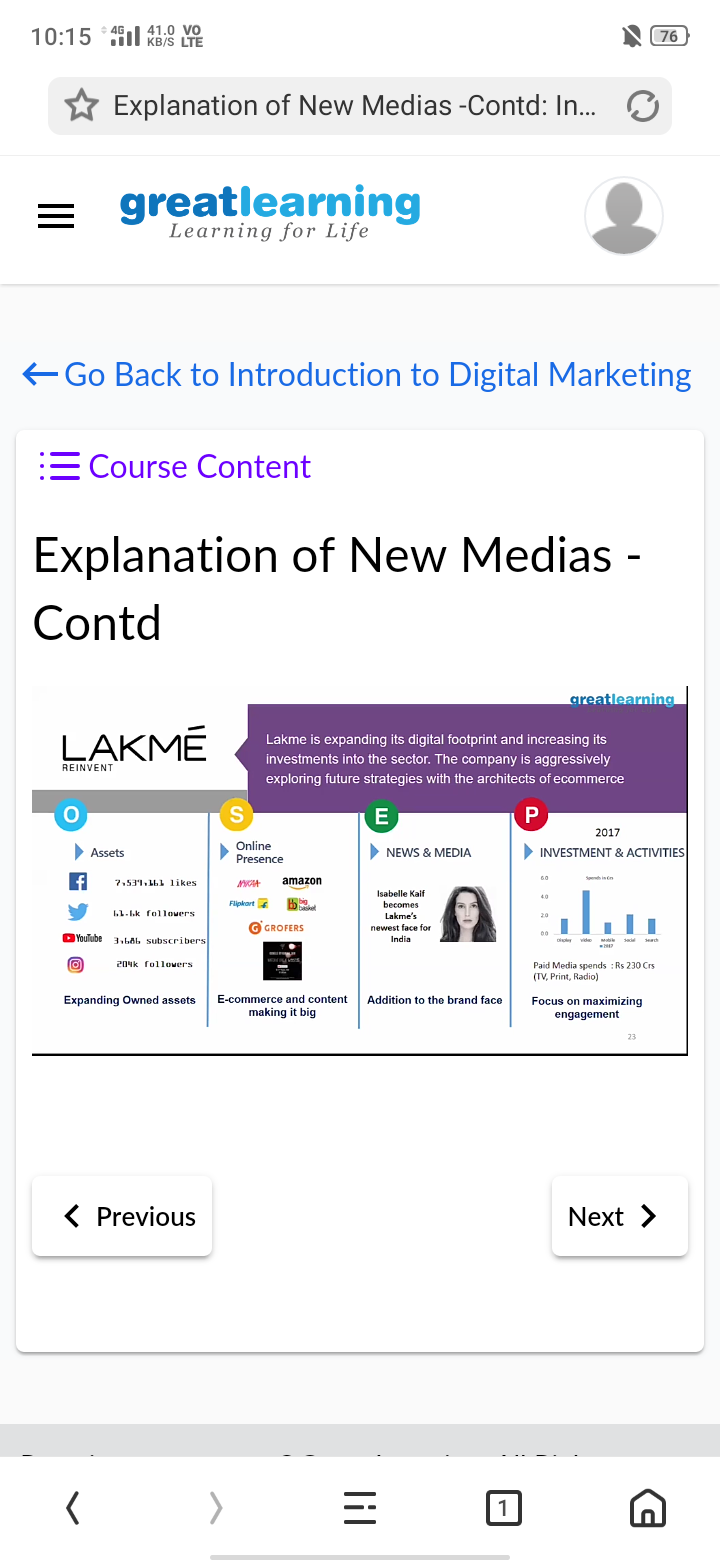 10:15 4G 41.0 KB/S VO LTE 76
Explanation of New Medias -Contd: In...
greatlearning
Learning for Life
Go Back to Introduction to Digital Marketing
Course Content
Explanation of New Medias -
Contd
greatlearning
LAKMÉ
REINVENT
Lakme is expanding its digital footprint and increasing its
investments into the sector. The company is aggressively
exploring future strategies with the architects of ecommerce
O
Assets
7,539,361 likes
61.6k followers
YouTube 3,686 subscribers
204k followers
Expanding Owned assets
S
Online
Presence
NYKAA amazon
Flipkart big basket
GROFERS
E-commerce and content
making it big
E
NEWS & MEDIA
Isabelle Kaif
becomes
Lakme's
newest face for
India
Addition to the brand face
P
2017
INVESTMENT & ACTIVITIES
Spends In Crs
6.0
4.0
2.0
0.0
Display Video Mobile Social Search
2017
Paid Media spends : Rs 230 Crs
(TV, Print, Radio)
Focus on maximizing
engagement
23
Previous
Next
1